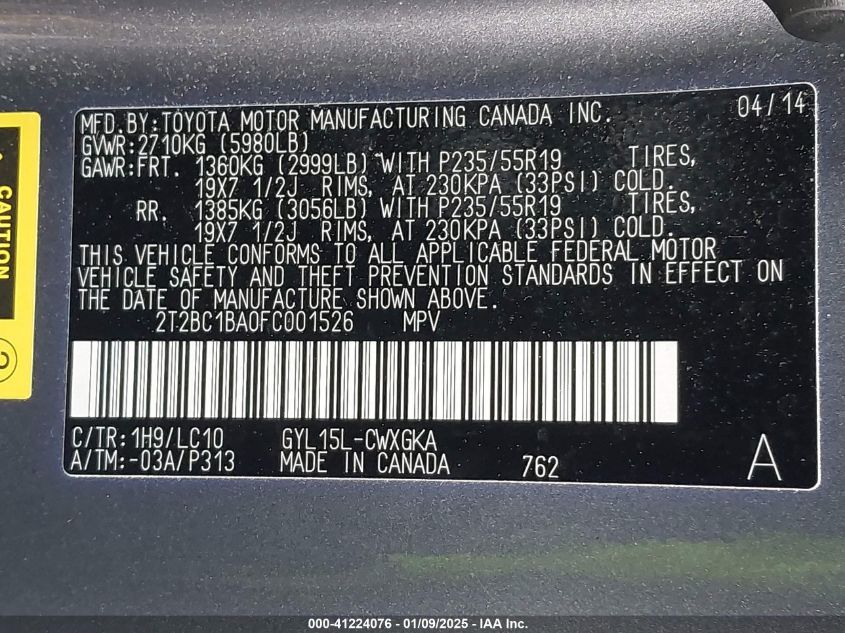 MFD.BY:TOYOTA MOTOR MANUFACTURING CANADA INC. 04/14
GVWR:2710KG (5980LB)
GAWR:FRT. 1360KG (2999LB) WITH P235/55R19 TIRES,
19X7 1/2J RIMS, AT 230KPA (33PSI) COLD.
RR. 1385KG (3056LB) WITH P235/55R19 TIRES,
19X7 1/2J RIMS, AT 230KPA (33PSI) COLD.
THIS VEHICLE CONFORMS TO ALL APPLICABLE FEDERAL MOTOR
VEHICLE SAFETY AND THEFT PREVENTION STANDARDS IN EFFECT ON
THE DATE OF MANUFACTURE SHOWN ABOVE.
2T2BC1BA0FC001526 MPV
C/TR:1H9/LC10 GYL15L-CWXGKA
A/TM:-03A/P313 MADE IN CANADA 762 A
CAUTION
000-41224076 - 01/09/2025 - IAA Inc.